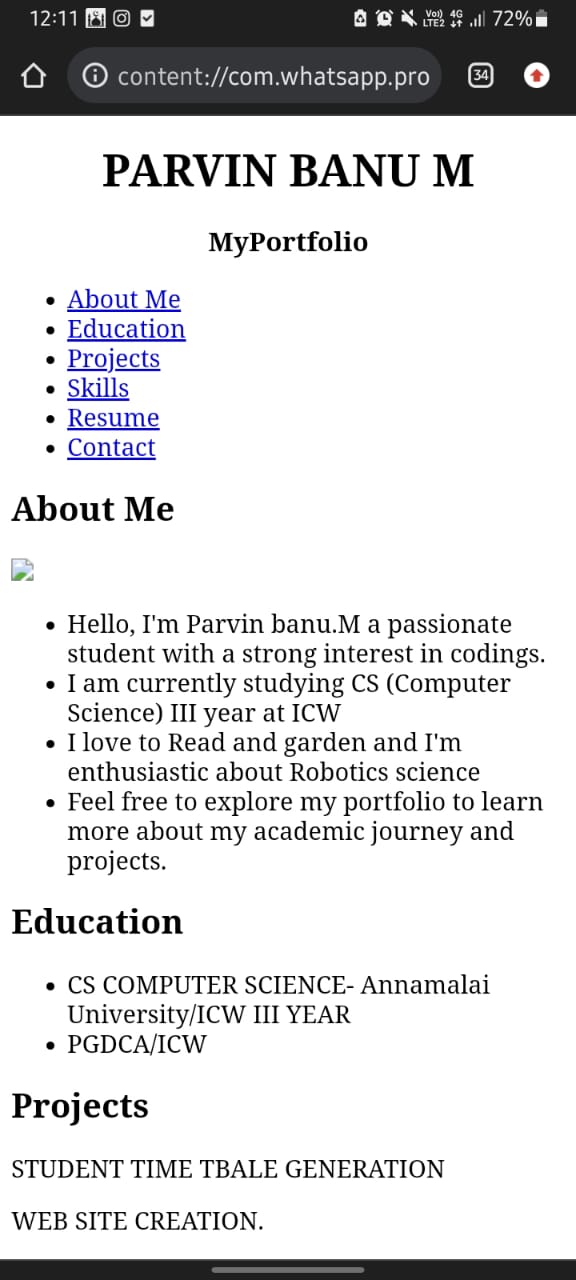 12:11
Vo)) 4G
LTE2
72%
content://com.whatsapp.pro
34
PARVIN BANU M
MyPortfolio
About Me
Education
Projects
Skills
Resume
Contact
About Me
Hello, I'm Parvin banu.M a passionate
student with a strong interest in codings.
I am currently studying CS (Computer
Science) III year at ICW
I love to Read and garden and I'm
enthusiastic about Robotics science
Feel free to explore my portfolio to learn
more about my academic journey and
projects.
Education
CS COMPUTER SCIENCE- Annamalai
University/ICW III YEAR
PGDCA/ICW
Projects
STUDENT TIME TBALE GENERATION
WEB SITE CREATION.